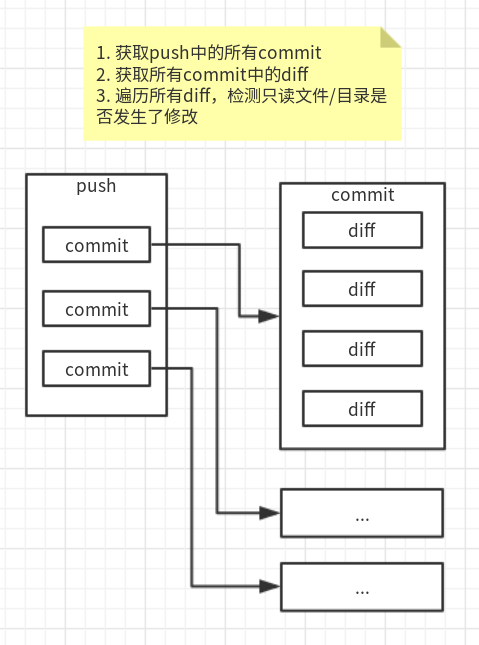 1. 获取push中的所有commit
2. 获取所有commit中的diff
3. 遍历所有diff，检测只读文件/目录是
否发生了修改
push
commit
commit
commit
commit
diff
diff
diff
diff
...
...